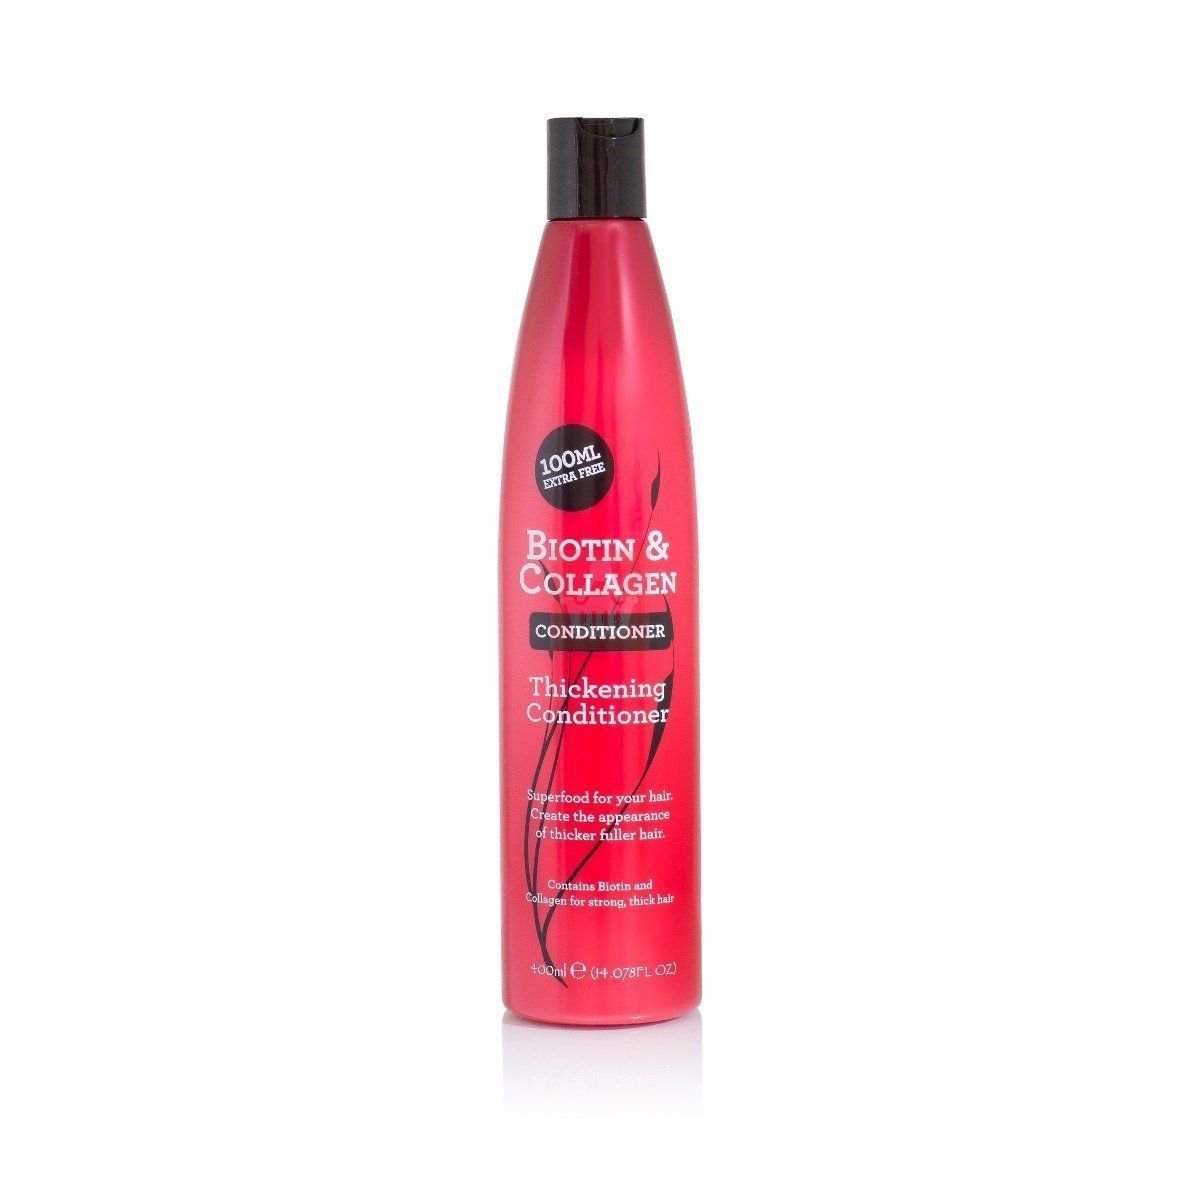 100ML
EXTRA FREE
BIOTIN &
COLLAGEN
CONDITIONER
Thickening
Conditioner
Superfood for your hair.
Create the appearance
of thicker fuller hair.
Contains Biotin and
Collagen for strong, thick hair
400ml ℮ (14.078FL OZ)